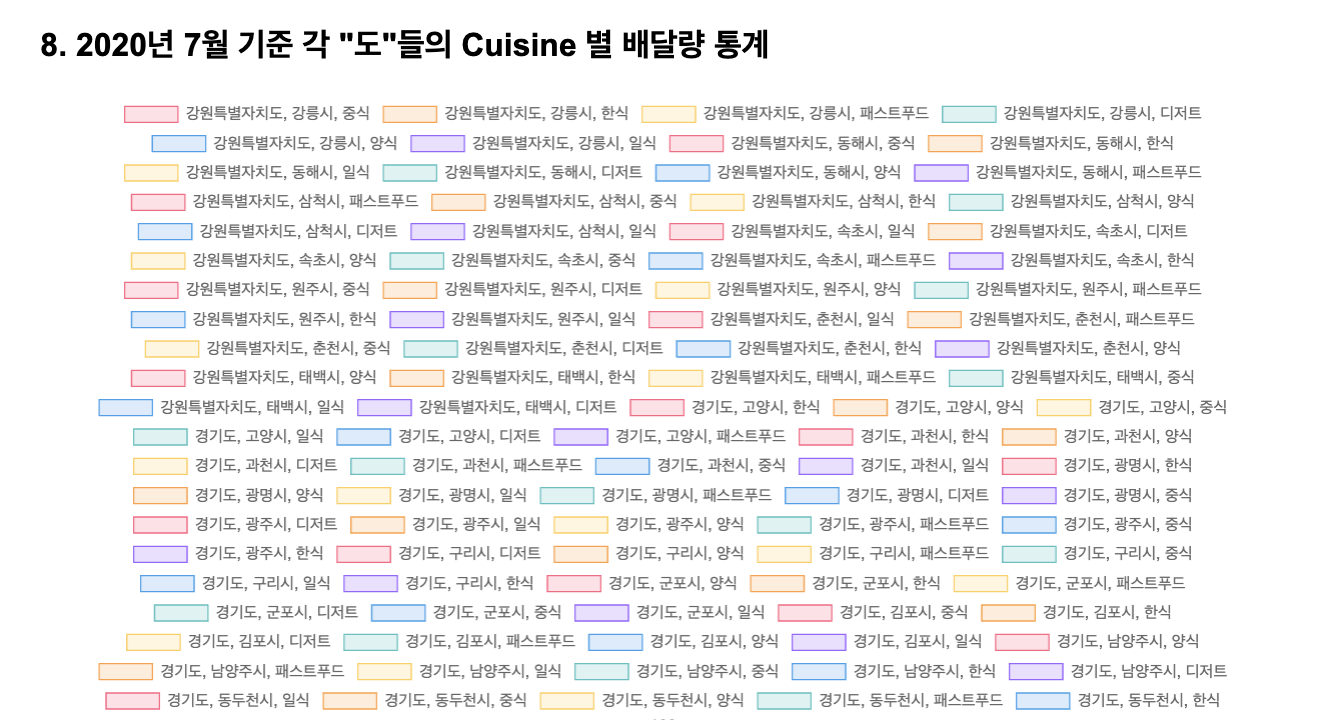 8. 2020년 7월 기준 각 "도"들의 Cuisine 별 배달량 통계
강원특별자치도, 강릉시, 중식 강원특별자치도, 강릉시, 한식 강원특별자치도, 강릉시, 패스트푸드 강원특별자치도, 강릉시, 디저트
강원특별자치도, 강릉시, 양식 강원특별자치도, 강릉시, 일식 강원특별자치도, 동해시, 중식 강원특별자치도, 동해시, 한식
강원특별자치도, 동해시, 일식 강원특별자치도, 동해시, 디저트 강원특별자치도, 동해시, 양식 강원특별자치도, 동해시, 패스트푸드
강원특별자치도, 삼척시, 패스트푸드 강원특별자치도, 삼척시, 중식 강원특별자치도, 삼척시, 한식 강원특별자치도, 삼척시, 양식
강원특별자치도, 삼척시, 디저트 강원특별자치도, 삼척시, 일식 강원특별자치도, 속초시, 일식 강원특별자치도, 속초시, 디저트
강원특별자치도, 속초시, 양식 강원특별자치도, 속초시, 중식 강원특별자치도, 속초시, 패스트푸드 강원특별자치도, 속초시, 한식
강원특별자치도, 원주시, 중식 강원특별자치도, 원주시, 디저트 강원특별자치도, 원주시, 양식 강원특별자치도, 원주시, 패스트푸드
강원특별자치도, 원주시, 한식 강원특별자치도, 원주시, 일식 강원특별자치도, 춘천시, 일식 강원특별자치도, 춘천시, 패스트푸드
강원특별자치도, 춘천시, 중식 강원특별자치도, 춘천시, 디저트 강원특별자치도, 춘천시, 한식 강원특별자치도, 춘천시, 양식
강원특별자치도, 태백시, 양식 강원특별자치도, 태백시, 한식 강원특별자치도, 태백시, 패스트푸드 강원특별자치도, 태백시, 중식
강원특별자치도, 태백시, 일식 강원특별자치도, 태백시, 디저트 경기도, 고양시, 한식 경기도, 고양시, 양식 경기도, 고양시, 중식
경기도, 고양시, 일식 경기도, 고양시, 디저트 경기도, 고양시, 패스트푸드 경기도, 과천시, 한식 경기도, 과천시, 양식
경기도, 과천시, 디저트 경기도, 과천시, 패스트푸드 경기도, 과천시, 중식 경기도, 과천시, 일식 경기도, 광명시, 한식
경기도, 광명시, 양식 경기도, 광명시, 일식 경기도, 광명시, 패스트푸드 경기도, 광명시, 디저트 경기도, 광명시, 중식
경기도, 광주시, 디저트 경기도, 광주시, 일식 경기도, 광주시, 양식 경기도, 광주시, 패스트푸드 경기도, 광주시, 중식
경기도, 광주시, 한식 경기도, 구리시, 디저트 경기도, 구리시, 양식 경기도, 구리시, 패스트푸드 경기도, 구리시, 중식
경기도, 구리시, 일식 경기도, 구리시, 한식 경기도, 군포시, 양식 경기도, 군포시, 한식 경기도, 군포시, 패스트푸드
경기도, 군포시, 디저트 경기도, 군포시, 중식 경기도, 군포시, 일식 경기도, 김포시, 중식 경기도, 김포시, 한식
경기도, 김포시, 디저트 경기도, 김포시, 패스트푸드 경기도, 김포시, 양식 경기도, 김포시, 일식 경기도, 남양주시, 양식
경기도, 남양주시, 패스트푸드 경기도, 남양주시, 일식 경기도, 남양주시, 중식 경기도, 남양주시, 한식 경기도, 남양주시, 디저트
경기도, 동두천시, 일식 경기도, 동두천시, 중식 경기도, 동두천시, 양식 경기도, 동두천시, 패스트푸드 경기도, 동두천시, 한식